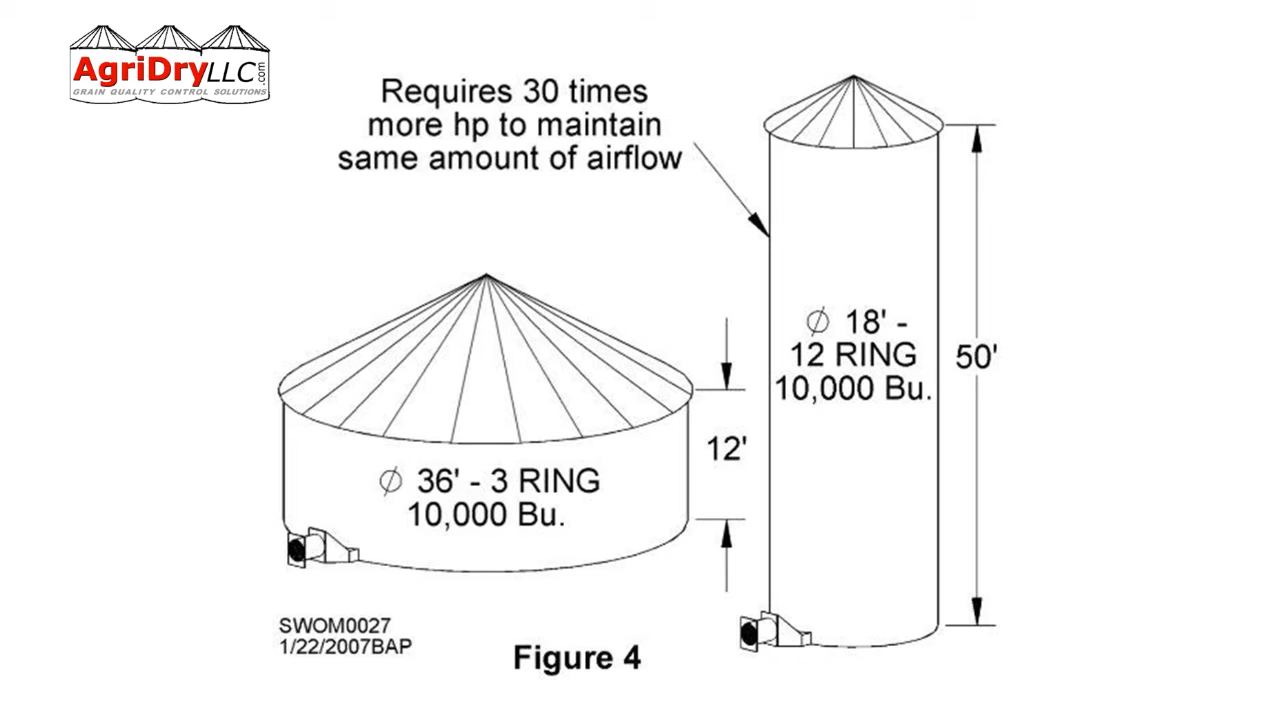 AgriDryLLC.com
GRAIN QUALITY CONTROL SOLUTIONS
Requires 30 times
more hp to maintain
same amount of airflow
∅ 18' -
12 RING
10,000 Bu.
50'
12'
∅ 36' - 3 RING
10,000 Bu.
SWOM0027
1/22/2007BAP
Figure 4